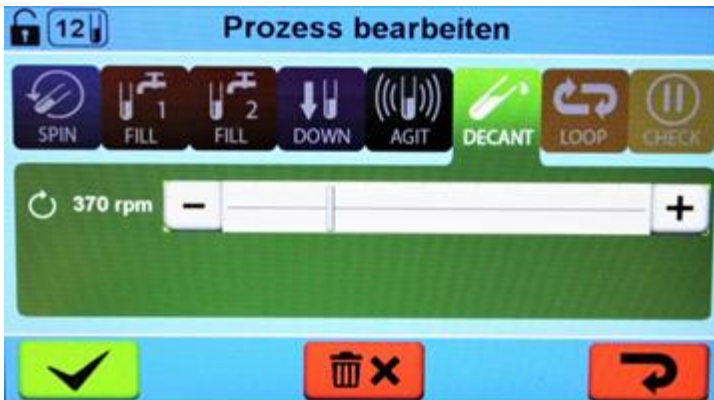 12 Prozess bearbeiten
SPIN
1 FILL
2 FILL
DOWN
AGIT
DECANT
LOOP
CHECK
370 rpm − +